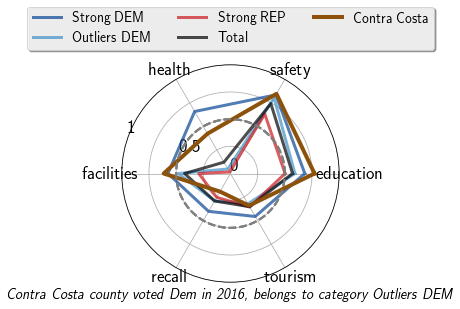 Strong DEM Strong REP Contra Costa
Outliers DEM Total
health safety
1
0.5
0
facilities education
recall tourism
Contra Costa county voted Dem in 2016, belongs to category Outliers DEM